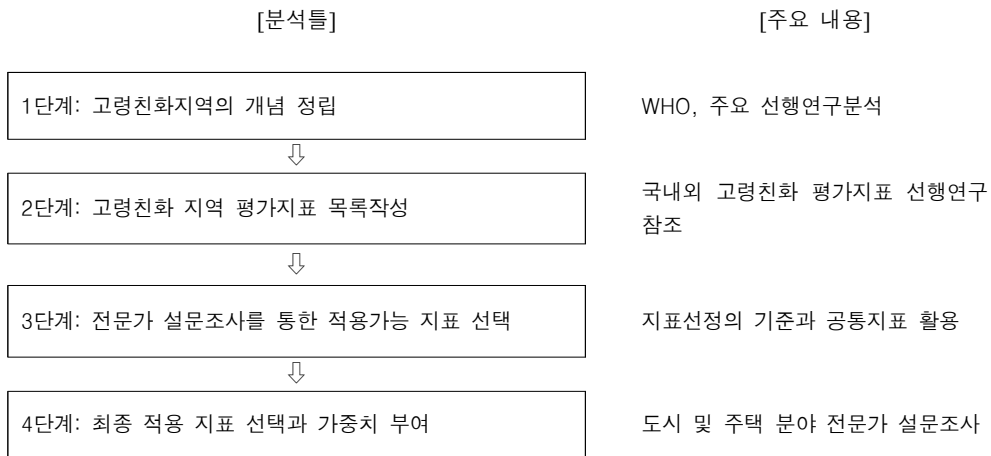 [분석틀] [주요 내용]
1단계: 고령친화지역의 개념 정립
WHO, 주요 선행연구분석
2단계: 고령친화 지역 평가지표 목록작성
국내외 고령친화 평가지표 선행연구
참조
3단계: 전문가 설문조사를 통한 적용가능 지표 선택
지표선정의 기준과 공통지표 활용
4단계: 최종 적용 지표 선택과 가중치 부여
도시 및 주택 분야 전문가 설문조사